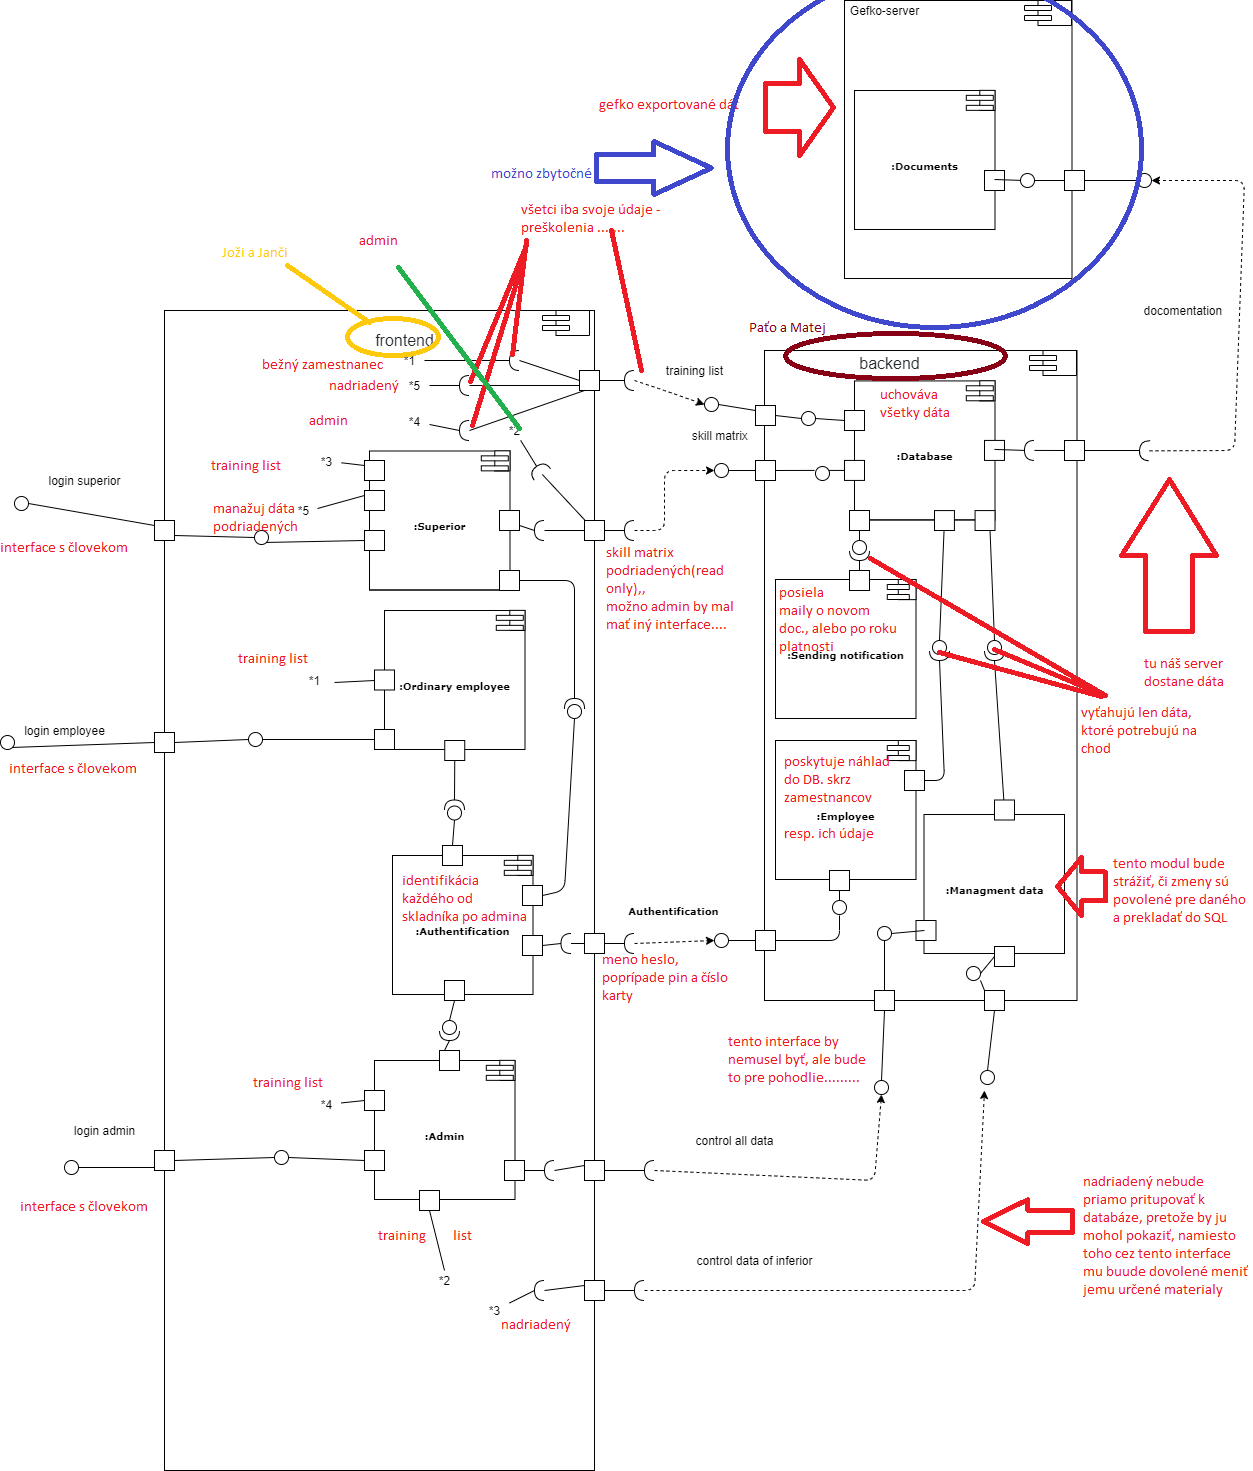 Gefko-server
gefko exportované dát
:Documents
možno zbytočné
všetci iba svoje údaje -
preškolenia .......
admin
Joži a Janči
docomentation
Paťo a Matej
frontend
backend
*1
bežný zamestnanec
training list
nadriadený
*5
uchováva
všetky dáta
admin
*4
*2
skill matrix
:Database
training list
*3
login superior
manažuj dáta
podriadených
*5
:Superior
interface s človekom
skill matrix
podriadených(read
only),,
možno admin by mal
mať iný interface....
posiela
maily o novom
doc., alebo po roku
platnosti
:Sending notification
tu náš server
dostane dáta
training list
*1
:Ordinary employee
vyťahujú len dáta,
ktoré potrebujú na
chod
login employee
interface s človekom
poskytuje náhlad
do DB. skrz
zamestnancov
:Employee
resp. ich údaje
identifikácia
každého od
skladníka po admina
:Authentification
Authentification
:Managment data
tento modul bude
strážiť, či zmeny sú
povolené pre daného
a prekladať do SQL
meno heslo,
poprípade pin a číslo
karty
tento interface by
nemusel byť, ale bude
to pre pohodlie.........
training list
*4
login admin
:Admin
control all data
interface s človekom
training list
*2
nadriadený nebude
priamo pritupovať k
databáze, pretože by ju
mohol pokaziť, namiesto
toho cez tento interface
mu buude dovolené meniť
jemu určené materialy
control data of inferior
*3
nadriadený